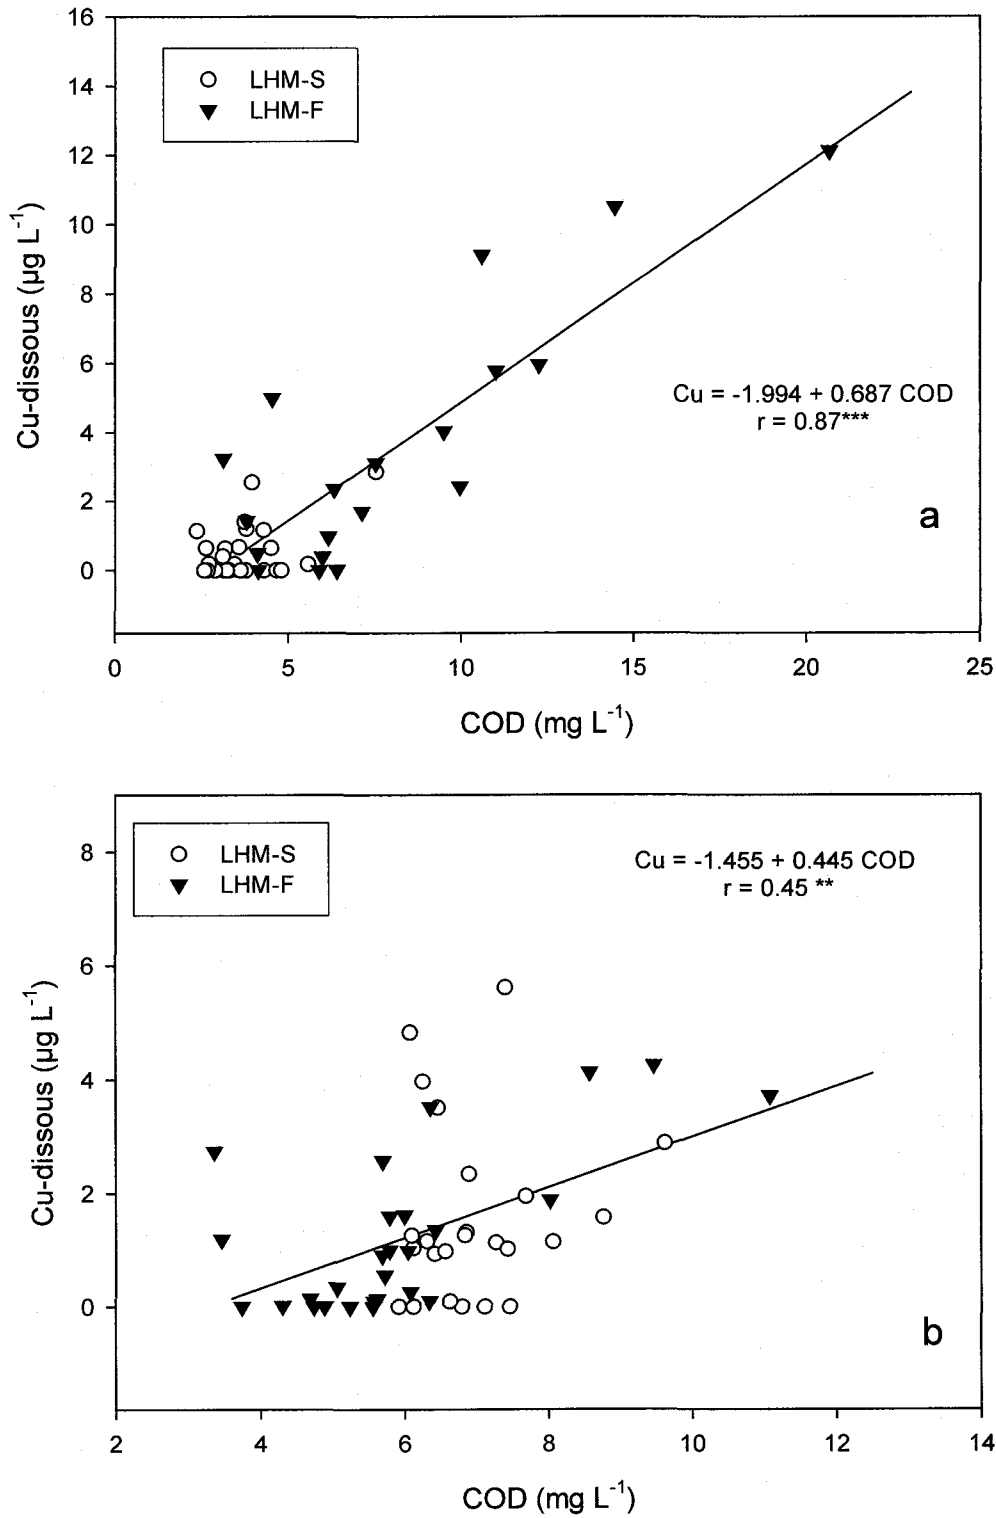 16
14
12
10
8
6
4
2
0
Cu-dissous (µg L⁻¹)
LHM-S
LHM-F
Cu = -1.994 + 0.687 COD
r = 0.87***
a
0 5 10 15 20 25
COD (mg L⁻¹)
8
6
4
2
0
Cu-dissous (µg L⁻¹)
LHM-S
LHM-F
Cu = -1.455 + 0.445 COD
r = 0.45 **
b
2 4 6 8 10 12 14
COD (mg L⁻¹)